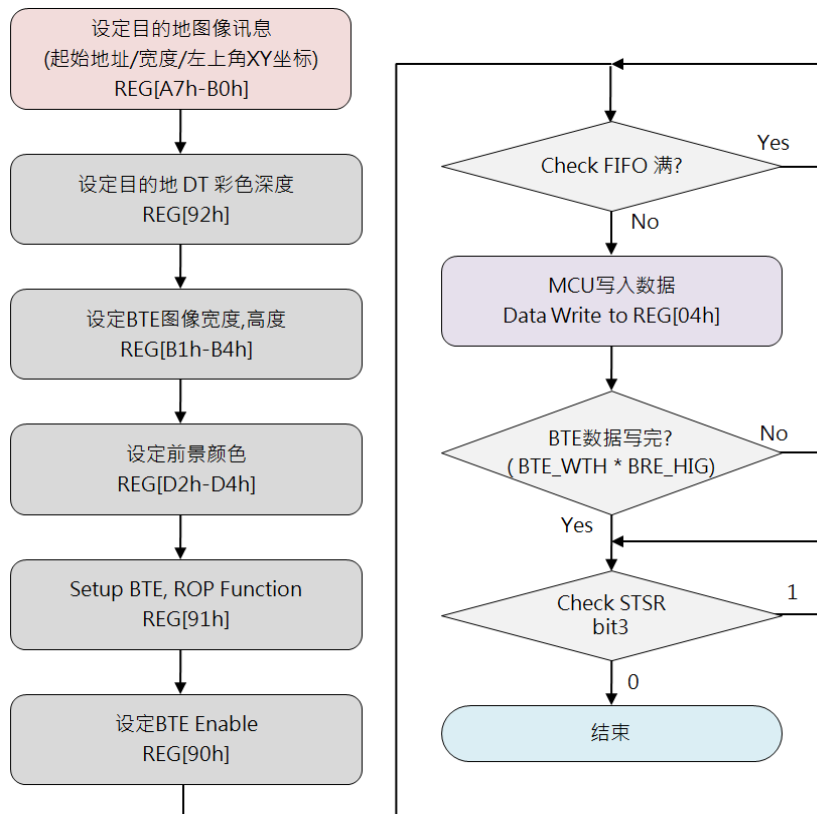 设定目的地图像讯息
(起始地址/宽度/左上角XY坐标)
REG[A7h-B0h]
设定目的地 DT 彩色深度
REG[92h]
设定BTE图像宽度,高度
REG[B1h-B4h]
设定前景颜色
REG[D2h-D4h]
Setup BTE, ROP Function
REG[91h]
设定BTE Enable
REG[90h]
Check FIFO 满?
Yes
No
MCU写入数据
Data Write to REG[04h]
BTE数据写完?
( BTE_WTH * BRE_HIG)
No
Yes
Check STSR
bit3
1
0
结束